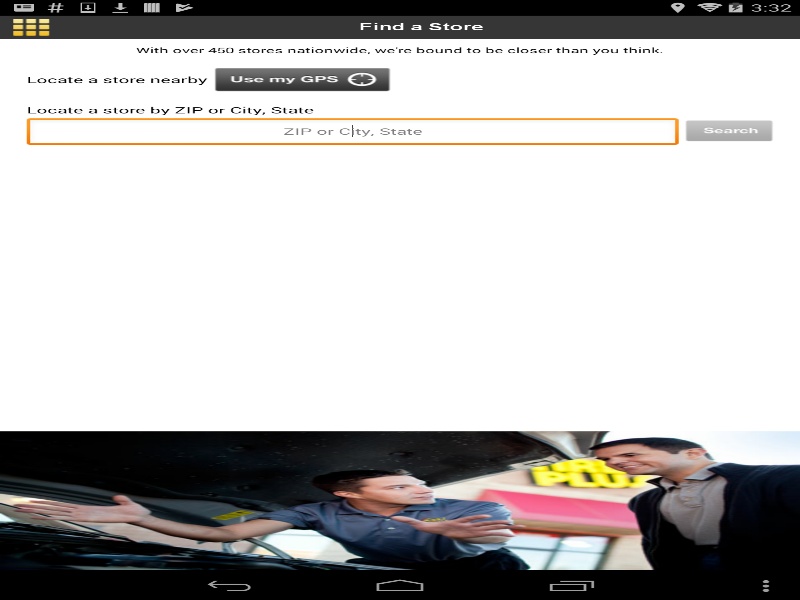 3:32
Find a Store
With over 450 stores nationwide, we're bound to be closer than you think.
Locate a store nearby
Use my GPS
Locate a store by ZIP or City, State
ZIP or City, State
Search
PLUS